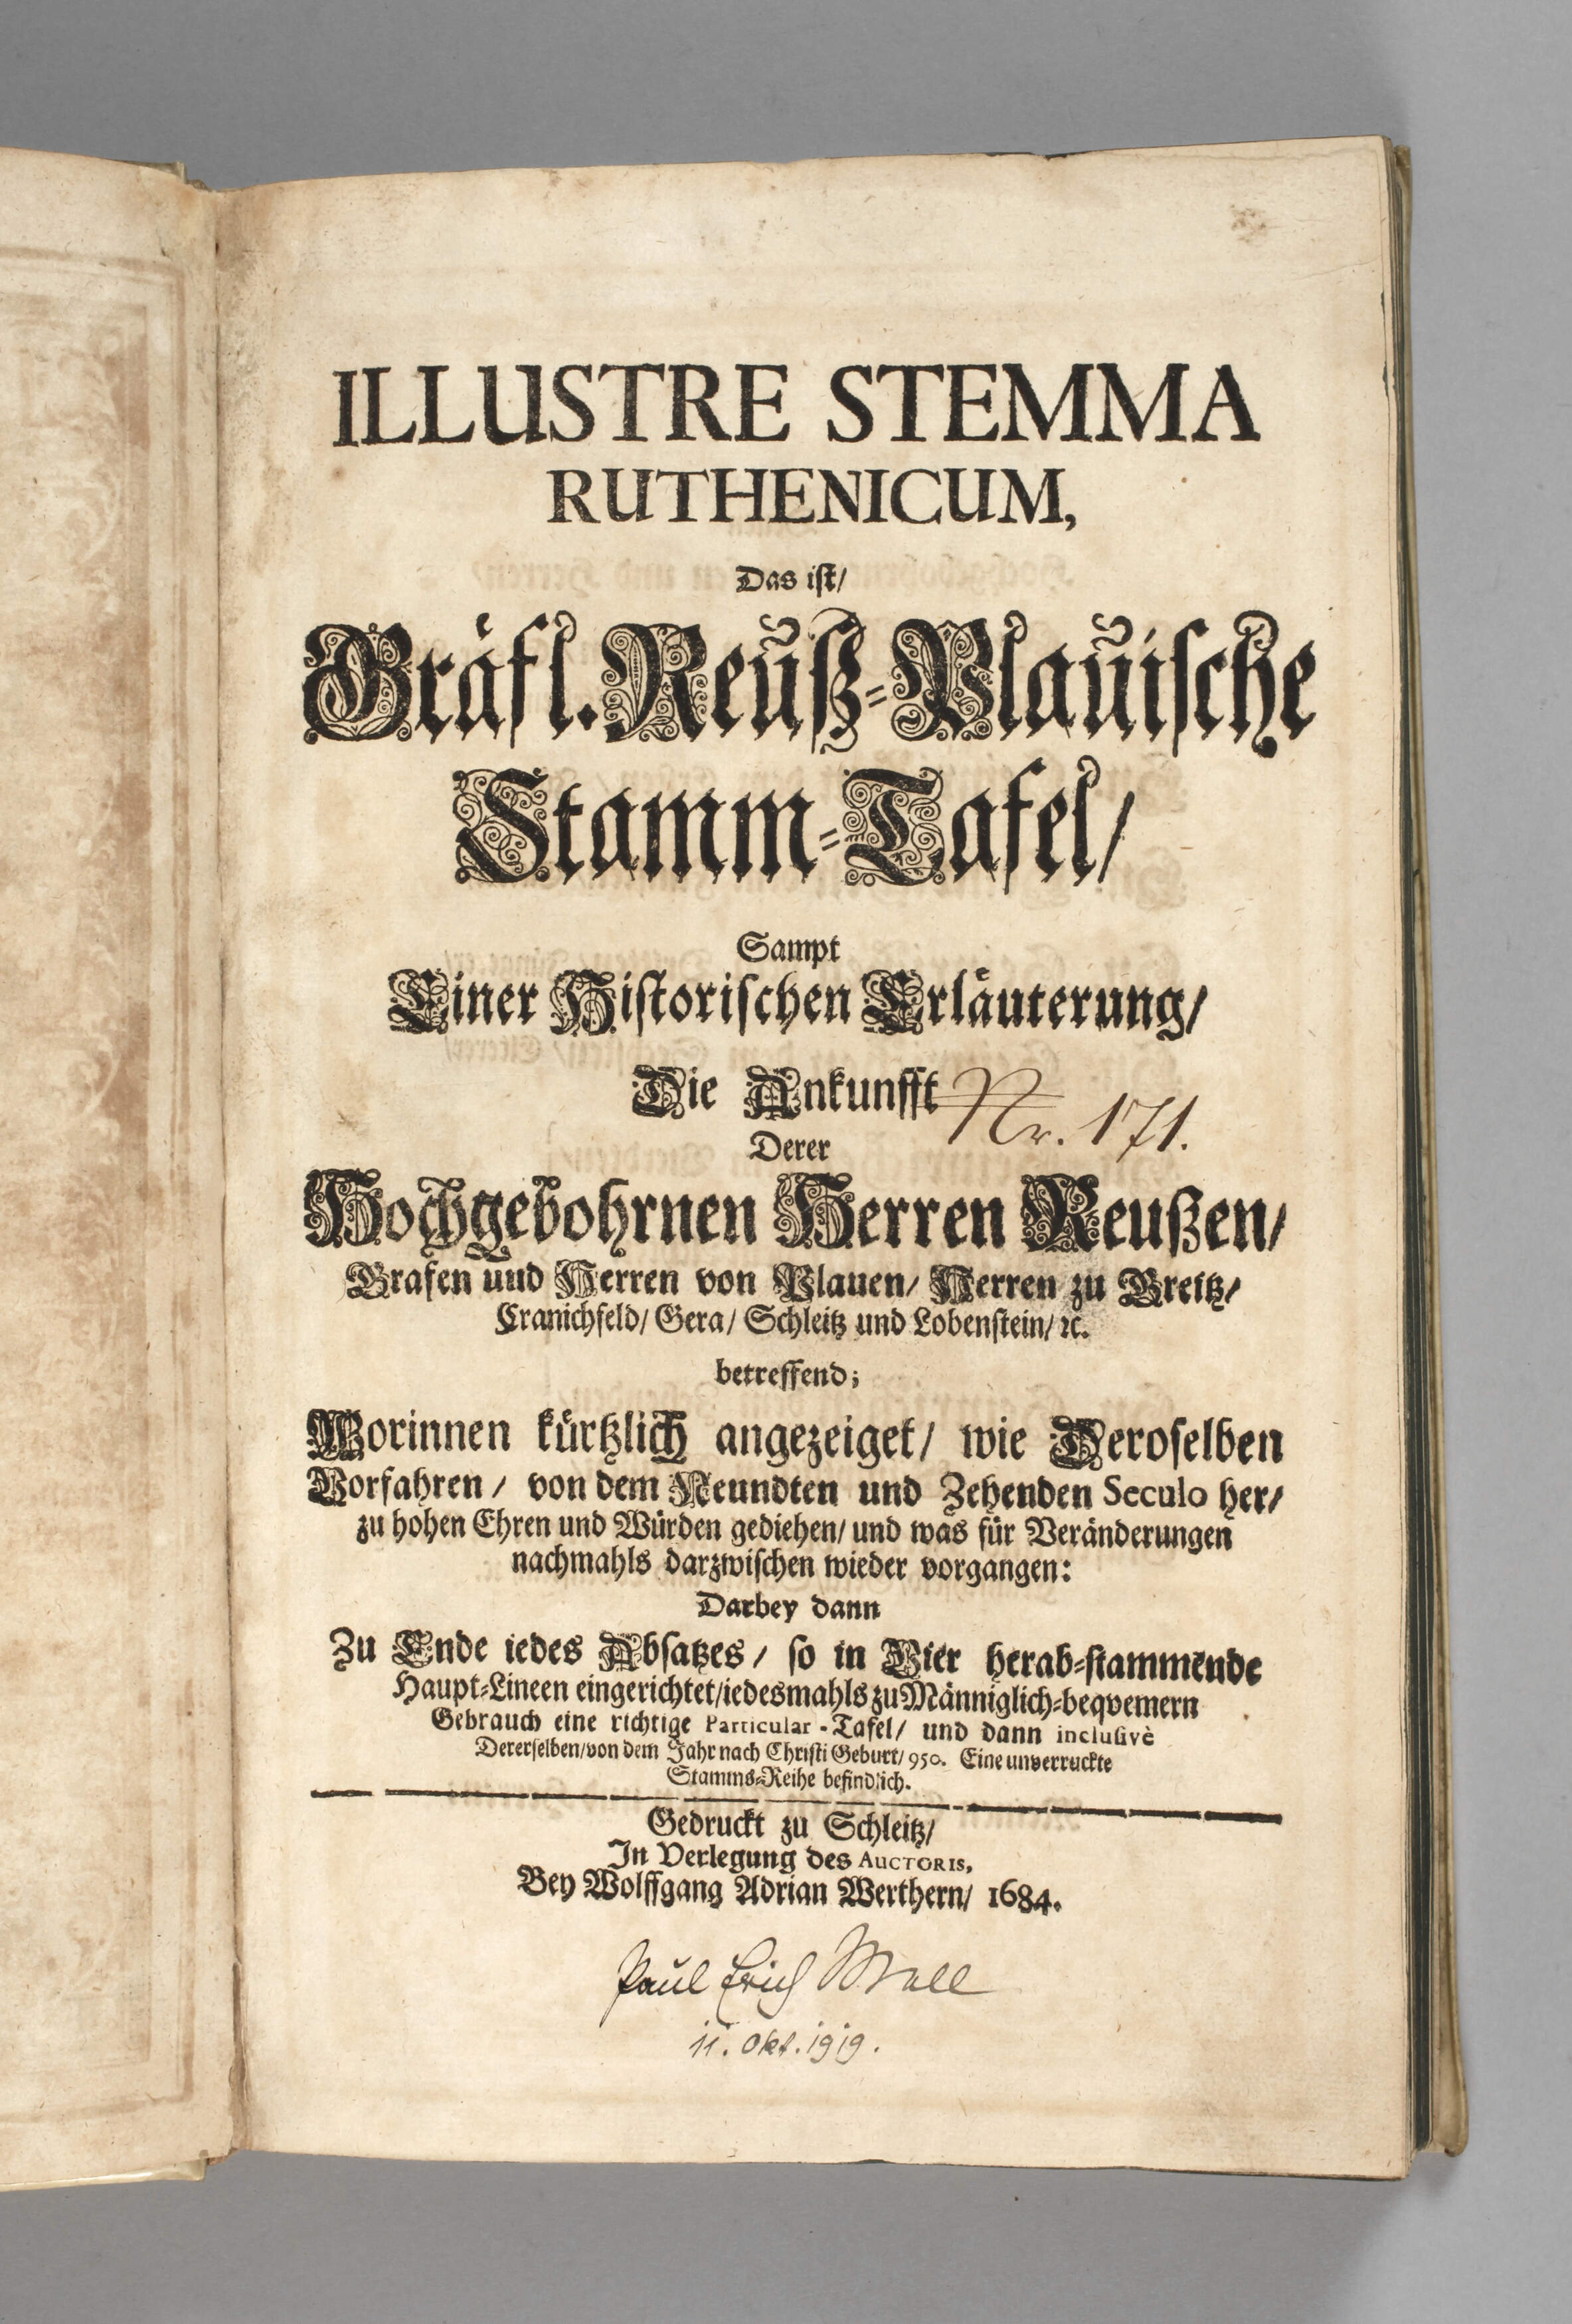 ILLUSTRE STEMMA
RUTHENICUM,
Das ist/
Gräfl. Reuß-Plauische
Stamm-Tafel/
Sampt
Einer Historischen Erläuterung/
Die Ankunfft
Nr. 171.
Derer
Hochgebohrnen Herren Reußen/
Grafen und Herren von Plauen/ Herren zu Greitz/
Cranichfeld/ Gera/ Schleitz und Lobenstein/ ꝛc.
betreffend;
Worinnen kürtzlich angezeiget/ wie Deroselben
Vorfahren/ von dem Neundten und Zehenden Seculo her/
zu hohen Ehren und Würden gediehen/ und was für Veränderungen
nachmahls darzwischen wieder vorgangen:
Darbey dann
Zu Ende iedes Absatzes/ so in Vier herab-stammende
Haupt-Lineen eingerichtet/iedesmahls zu Männiglich-beqvemern
Gebrauch eine richtige Particular-Tafel/ und dann inclusivè
Dererselben/von dem Jahr nach Christi Geburt/ 950. Eine unverruckte
Stamms-Reihe befindlich.
Gedruckt zu Schleitz/
In Verlegung des AUCTORIS,
Bey Wolffgang Adrian Werthern/ 1684.
Paul Erich Mall
11. Okt. 1919.